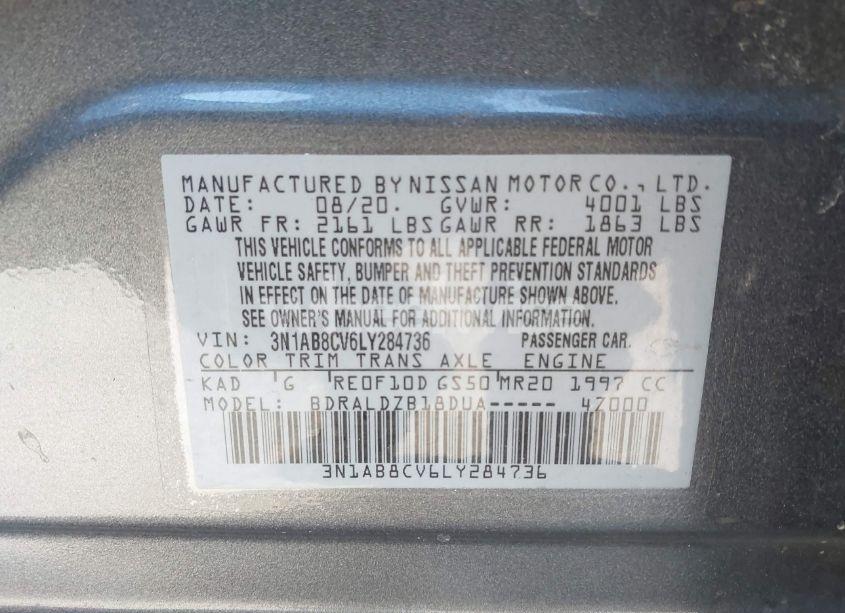 MANUFACTURED BY NISSAN MOTOR CO., LTD.
DATE: 08/20. GVWR: 4001 LBS
GAWR FR: 2161 LBS GAWR RR: 1863 LBS
THIS VEHICLE CONFORMS TO ALL APPLICABLE FEDERAL MOTOR
VEHICLE SAFETY, BUMPER AND THEFT PREVENTION STANDARDS
IN EFFECT ON THE DATE OF MANUFACTURE SHOWN ABOVE.
SEE OWNER'S MANUAL FOR ADDITIONAL INFORMATION.
VIN: 3N1AB8CV6LY284736 PASSENGER CAR.
COLOR TRIM TRANS AXLE ENGINE
KAD G RE0F10D GS50 MR20 1997 CC
MODEL: BDRALDZB18DUA----- 47000
3N1AB8CV6LY284736